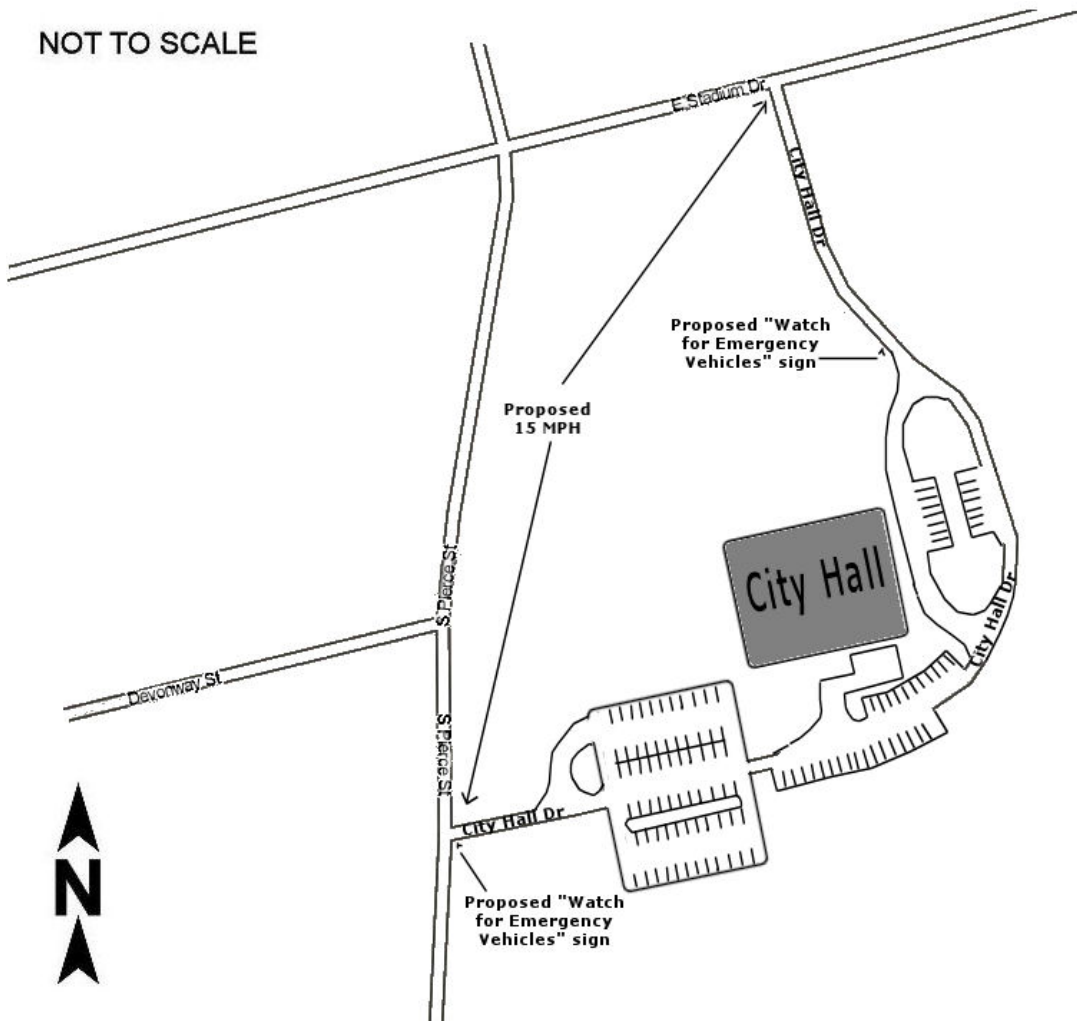 NOT TO SCALE
E Stadium Dr
City Hall Dr
Proposed "Watch
for Emergency
Vehicles" sign
Proposed
15 MPH
City Hall
S Pierce St
City Hall Dr
Devonway St
S Pierce St
City Hall Dr
N
Proposed "Watch
for Emergency
Vehicles" sign